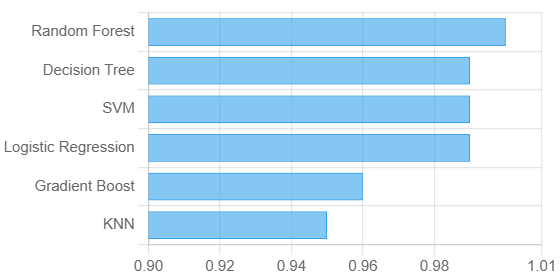 Random Forest
Decision Tree
SVM
Logistic Regression
Gradient Boost
KNN
0.90 0.92 0.94 0.96 0.98 1.01